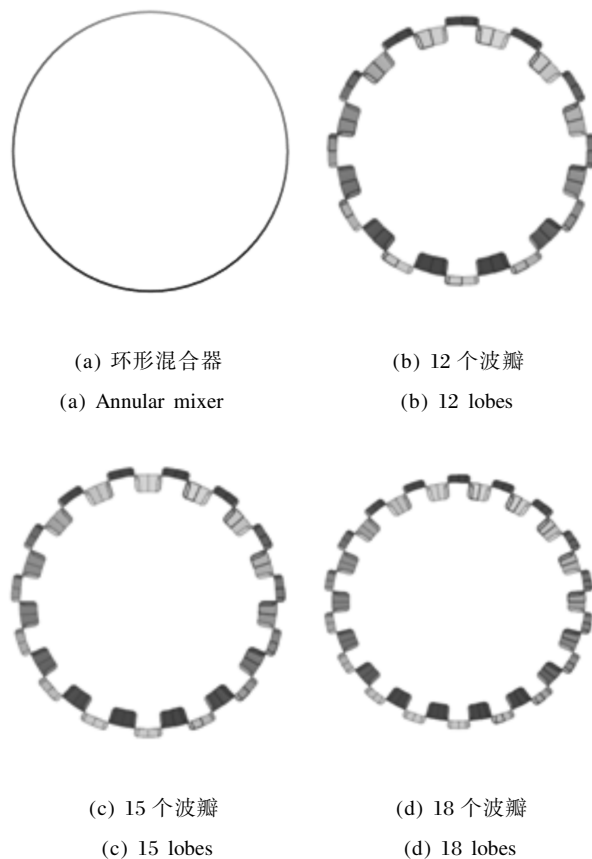 (a) 环形混合器
(a) Annular mixer
(b) 12 个波瓣
(b) 12 lobes
(c) 15 个波瓣
(c) 15 lobes
(d) 18 个波瓣
(d) 18 lobes